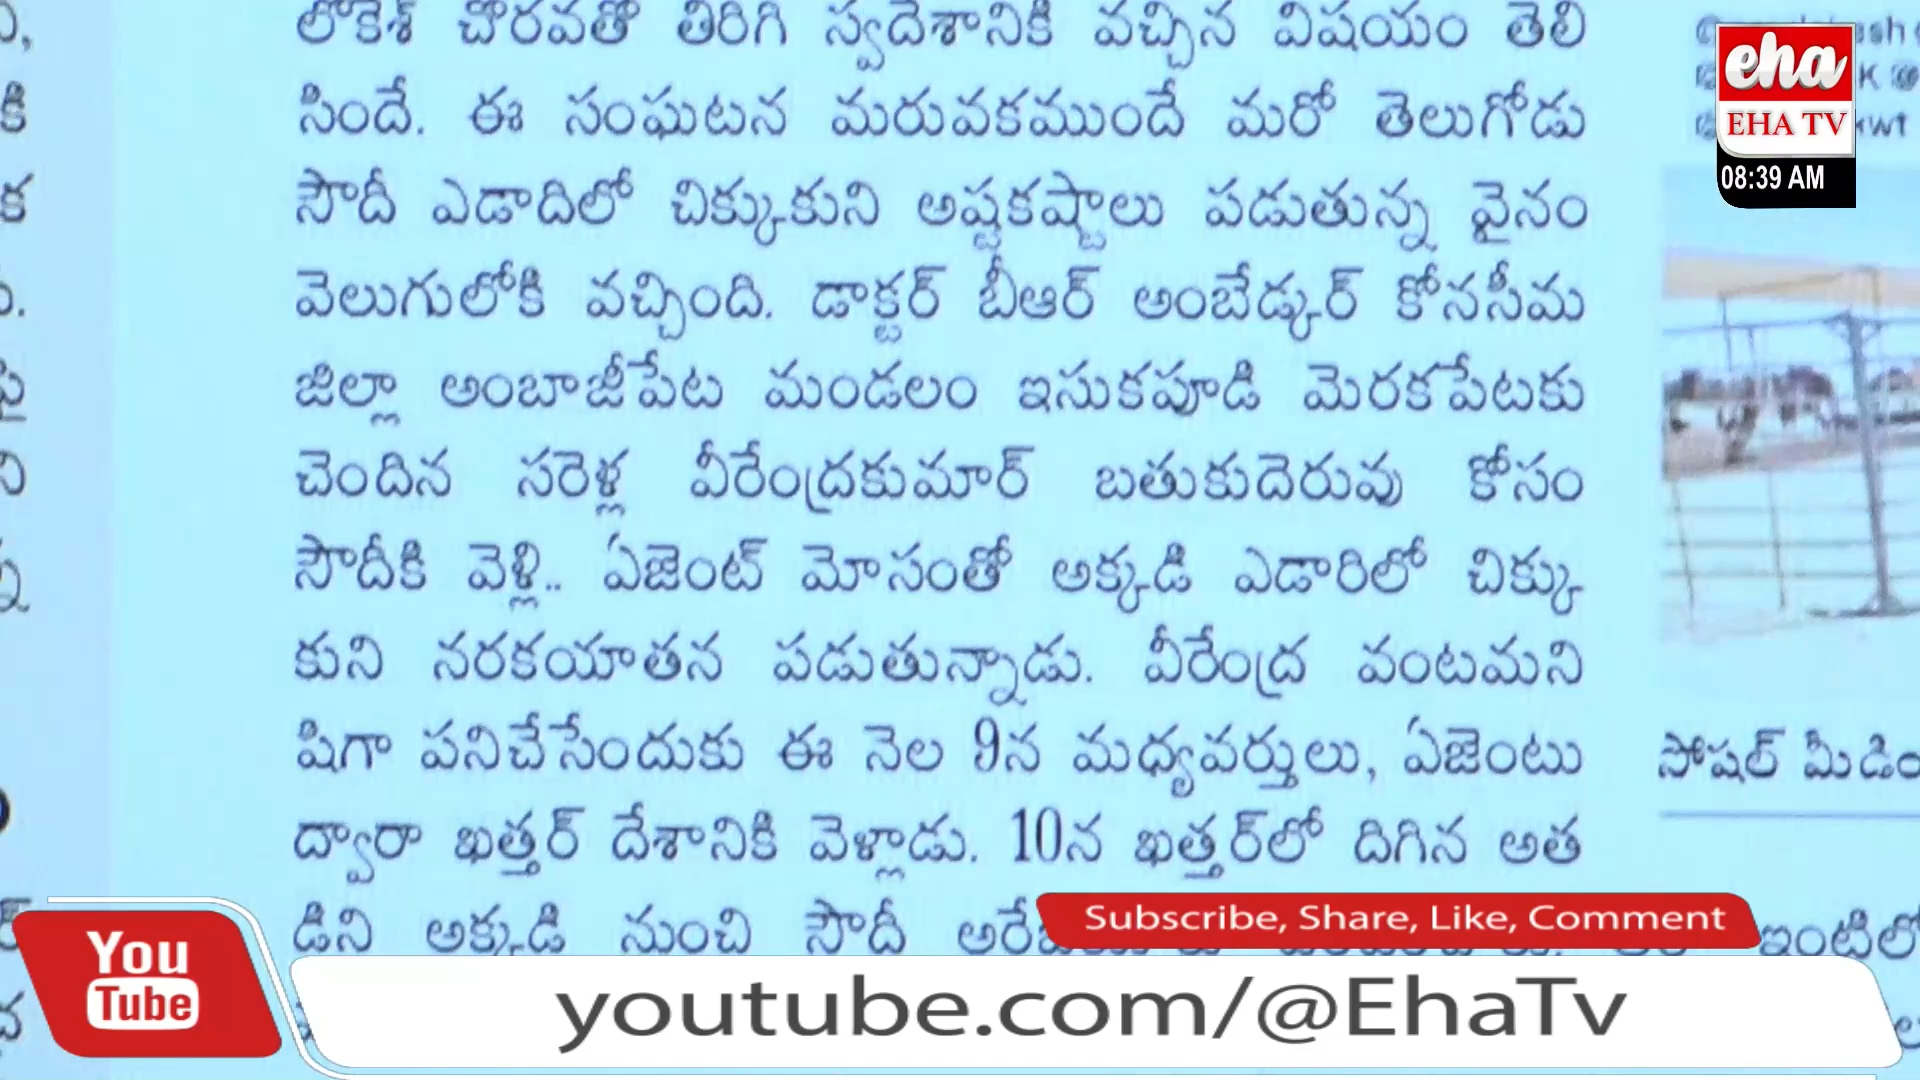 లోకేశ్ చొరవతో తిరిగి స్వదేశానికి వచ్చిన విషయం తెలి
సిందే. ఈ సంఘటన మరువకముందే మరో తెలుగోడు
సౌదీ ఎడాదిలో చిక్కుకుని అష్టకష్టాలు పడుతున్న వైనం
వెలుగులోకి వచ్చింది. డాక్టర్ బీఆర్ అంబేడ్కర్ కోనసీమ
జిల్లా అంబాజీపేట మండలం ఇసుకపూడి మెరకపేటకు
చెందిన సరెళ్ల వీరేంద్రకుమార్ బతుకుదెరువు కోసం
సౌదీకి వెళ్లి.. ఏజెంట్ మోసంతో అక్కడి ఎడారిలో చిక్కు
కుని నరకయాతన పడుతున్నాడు. వీరేంద్ర వంటమని
షిగా పనిచేసేందుకు ఈ నెల 9న మధ్యవర్తులు, ఏజెంటు
ద్వారా ఖత్తర్ దేశానికి వెళ్లాడు. 10న ఖత్తర్‌లో దిగిన అత
డిని అక్కడి నుంచి సౌదీ
సోషల్ మీడి
ఇంటిలో
eha
EHA TV
08:39 AM
Subscribe, Share, Like, Comment
You
Tube
youtube.com/@EhaTv